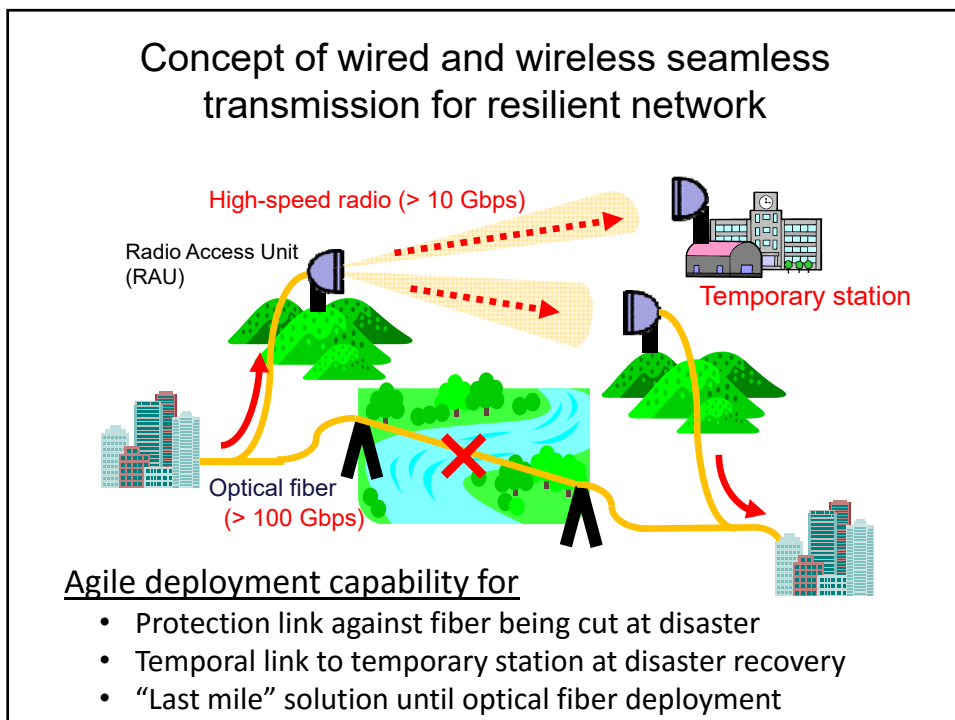 Concept of wired and wireless seamless
transmission for resilient network
High-speed radio (> 10 Gbps)
Radio Access Unit
(RAU)
Temporary station
Optical fiber
(> 100 Gbps)
Agile deployment capability for
• Protection link against fiber being cut at disaster
• Temporal link to temporary station at disaster recovery
• “Last mile” solution until optical fiber deployment